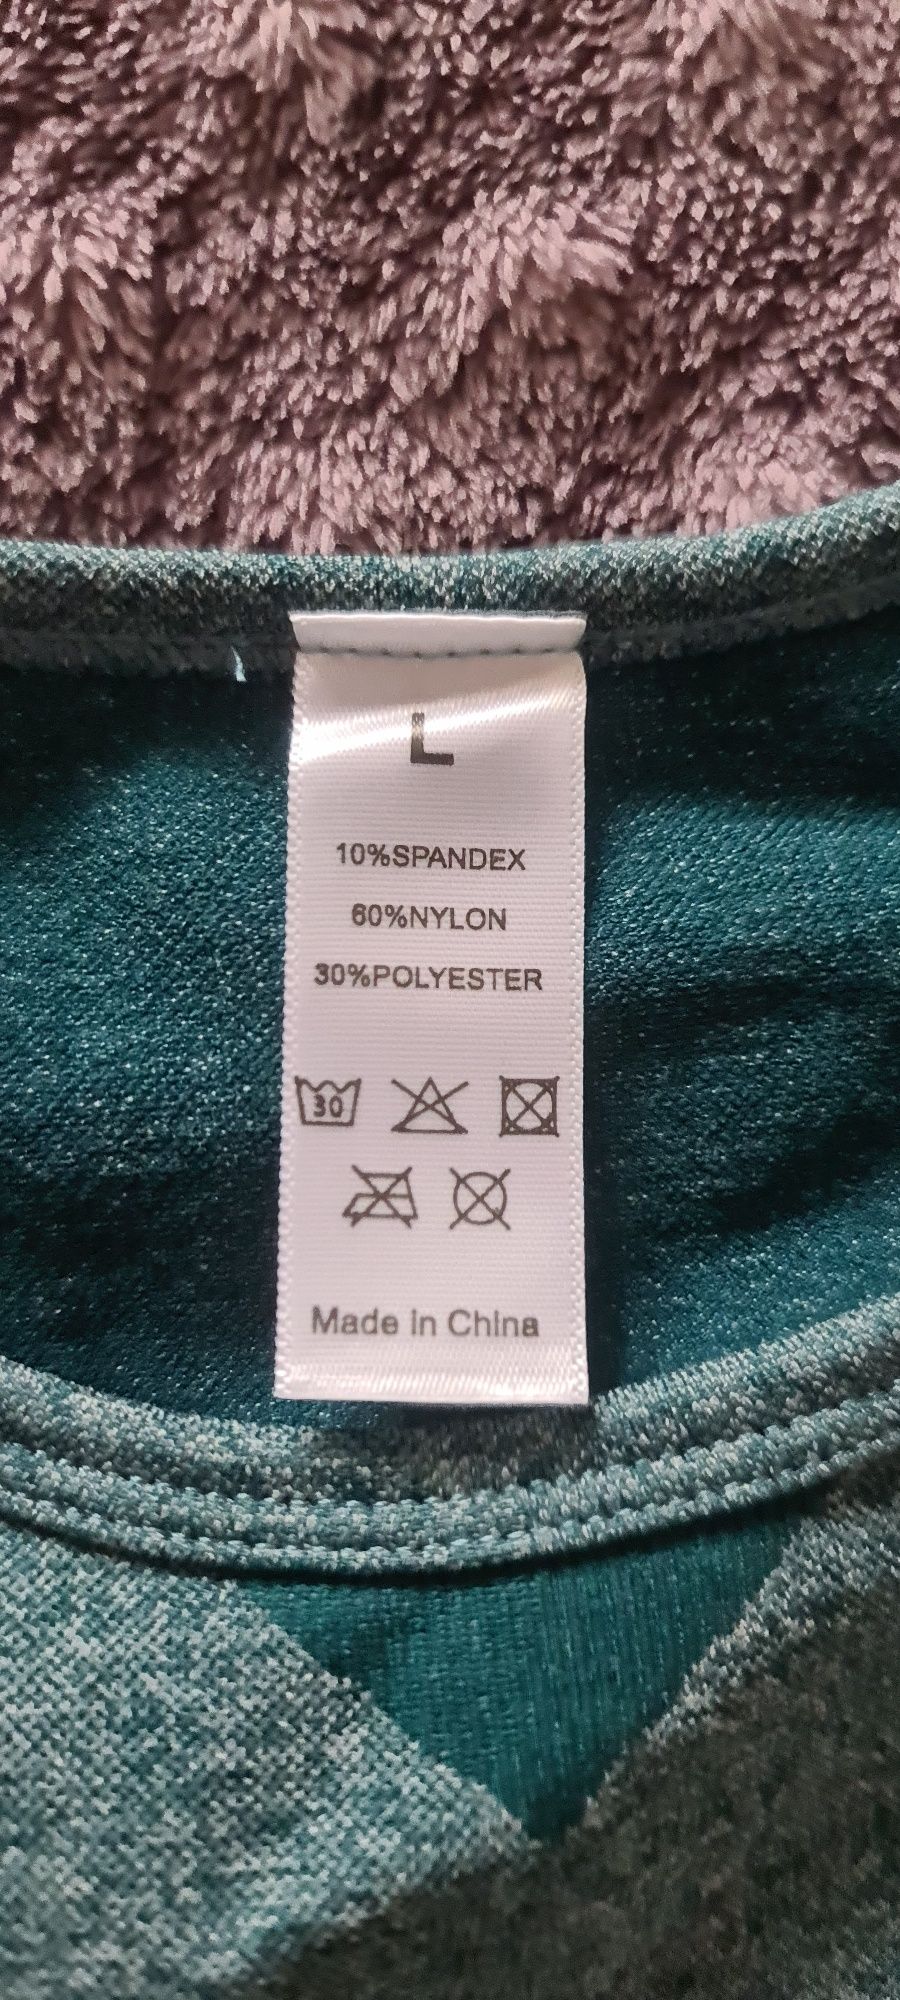 L
10%SPANDEX
60%NYLON
30%POLYESTER
30
Made in China